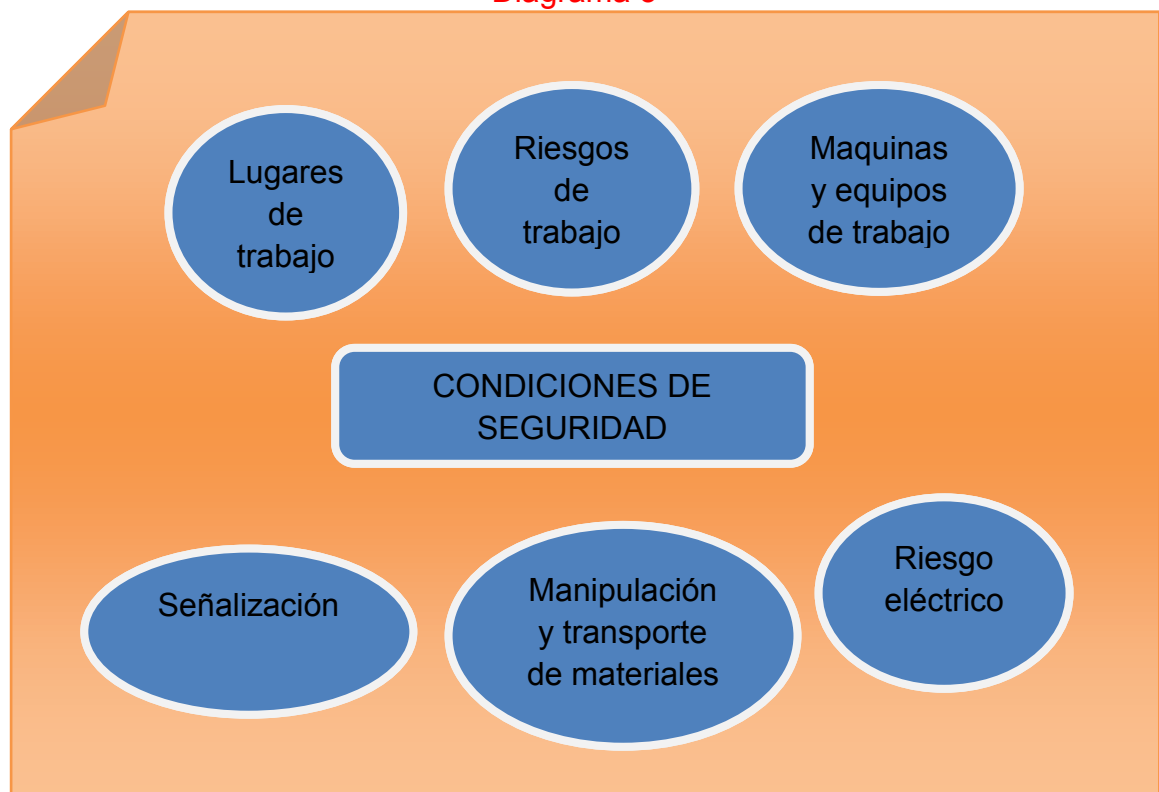 Lugares
de
trabajo
Riesgos
de
trabajo
Maquinas
y equipos
de trabajo
CONDICIONES DE
SEGURIDAD
Señalización
Manipulación
y transporte
de materiales
Riesgo
eléctrico